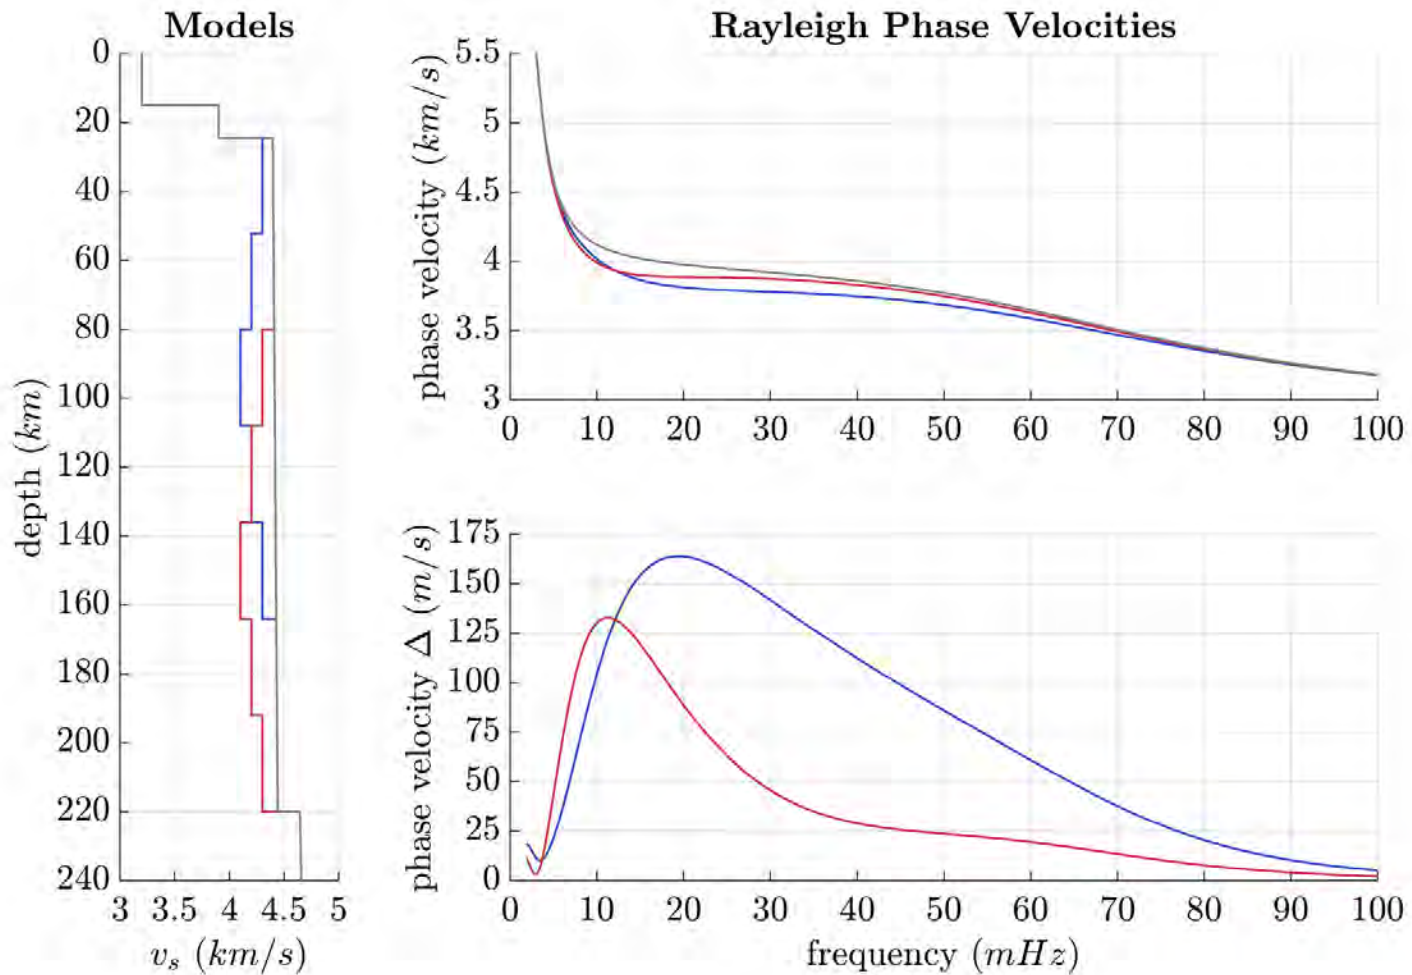 Models
0
20
40
60
80
100
120
140
160
180
200
220
240
3 3.5 4 4.5 5
depth (km)
v_s (km/s)
Rayleigh Phase Velocities
5.5
5
4.5
4
3.5
3
0 10 20 30 40 50 60 70 80 90 100
phase velocity (km/s)
175
150
125
100
75
50
25
0
0 10 20 30 40 50 60 70 80 90 100
phase velocity Δ (m/s)
frequency (mHz)